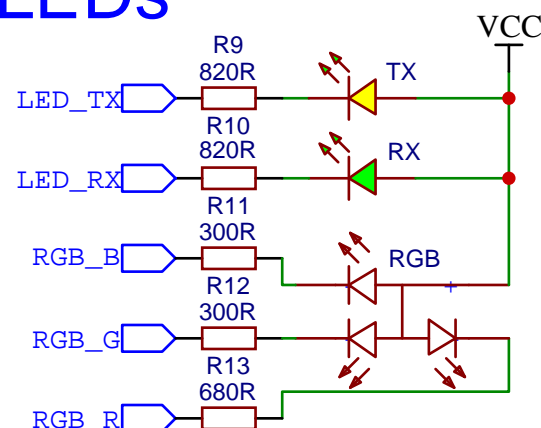 LEDs
VCC
R9
820R
TX
LED_TX
R10
820R
RX
LED_RX
R11
300R
RGB
RGB_B
R12
300R
RGB_G
R13
680R
RGB_R